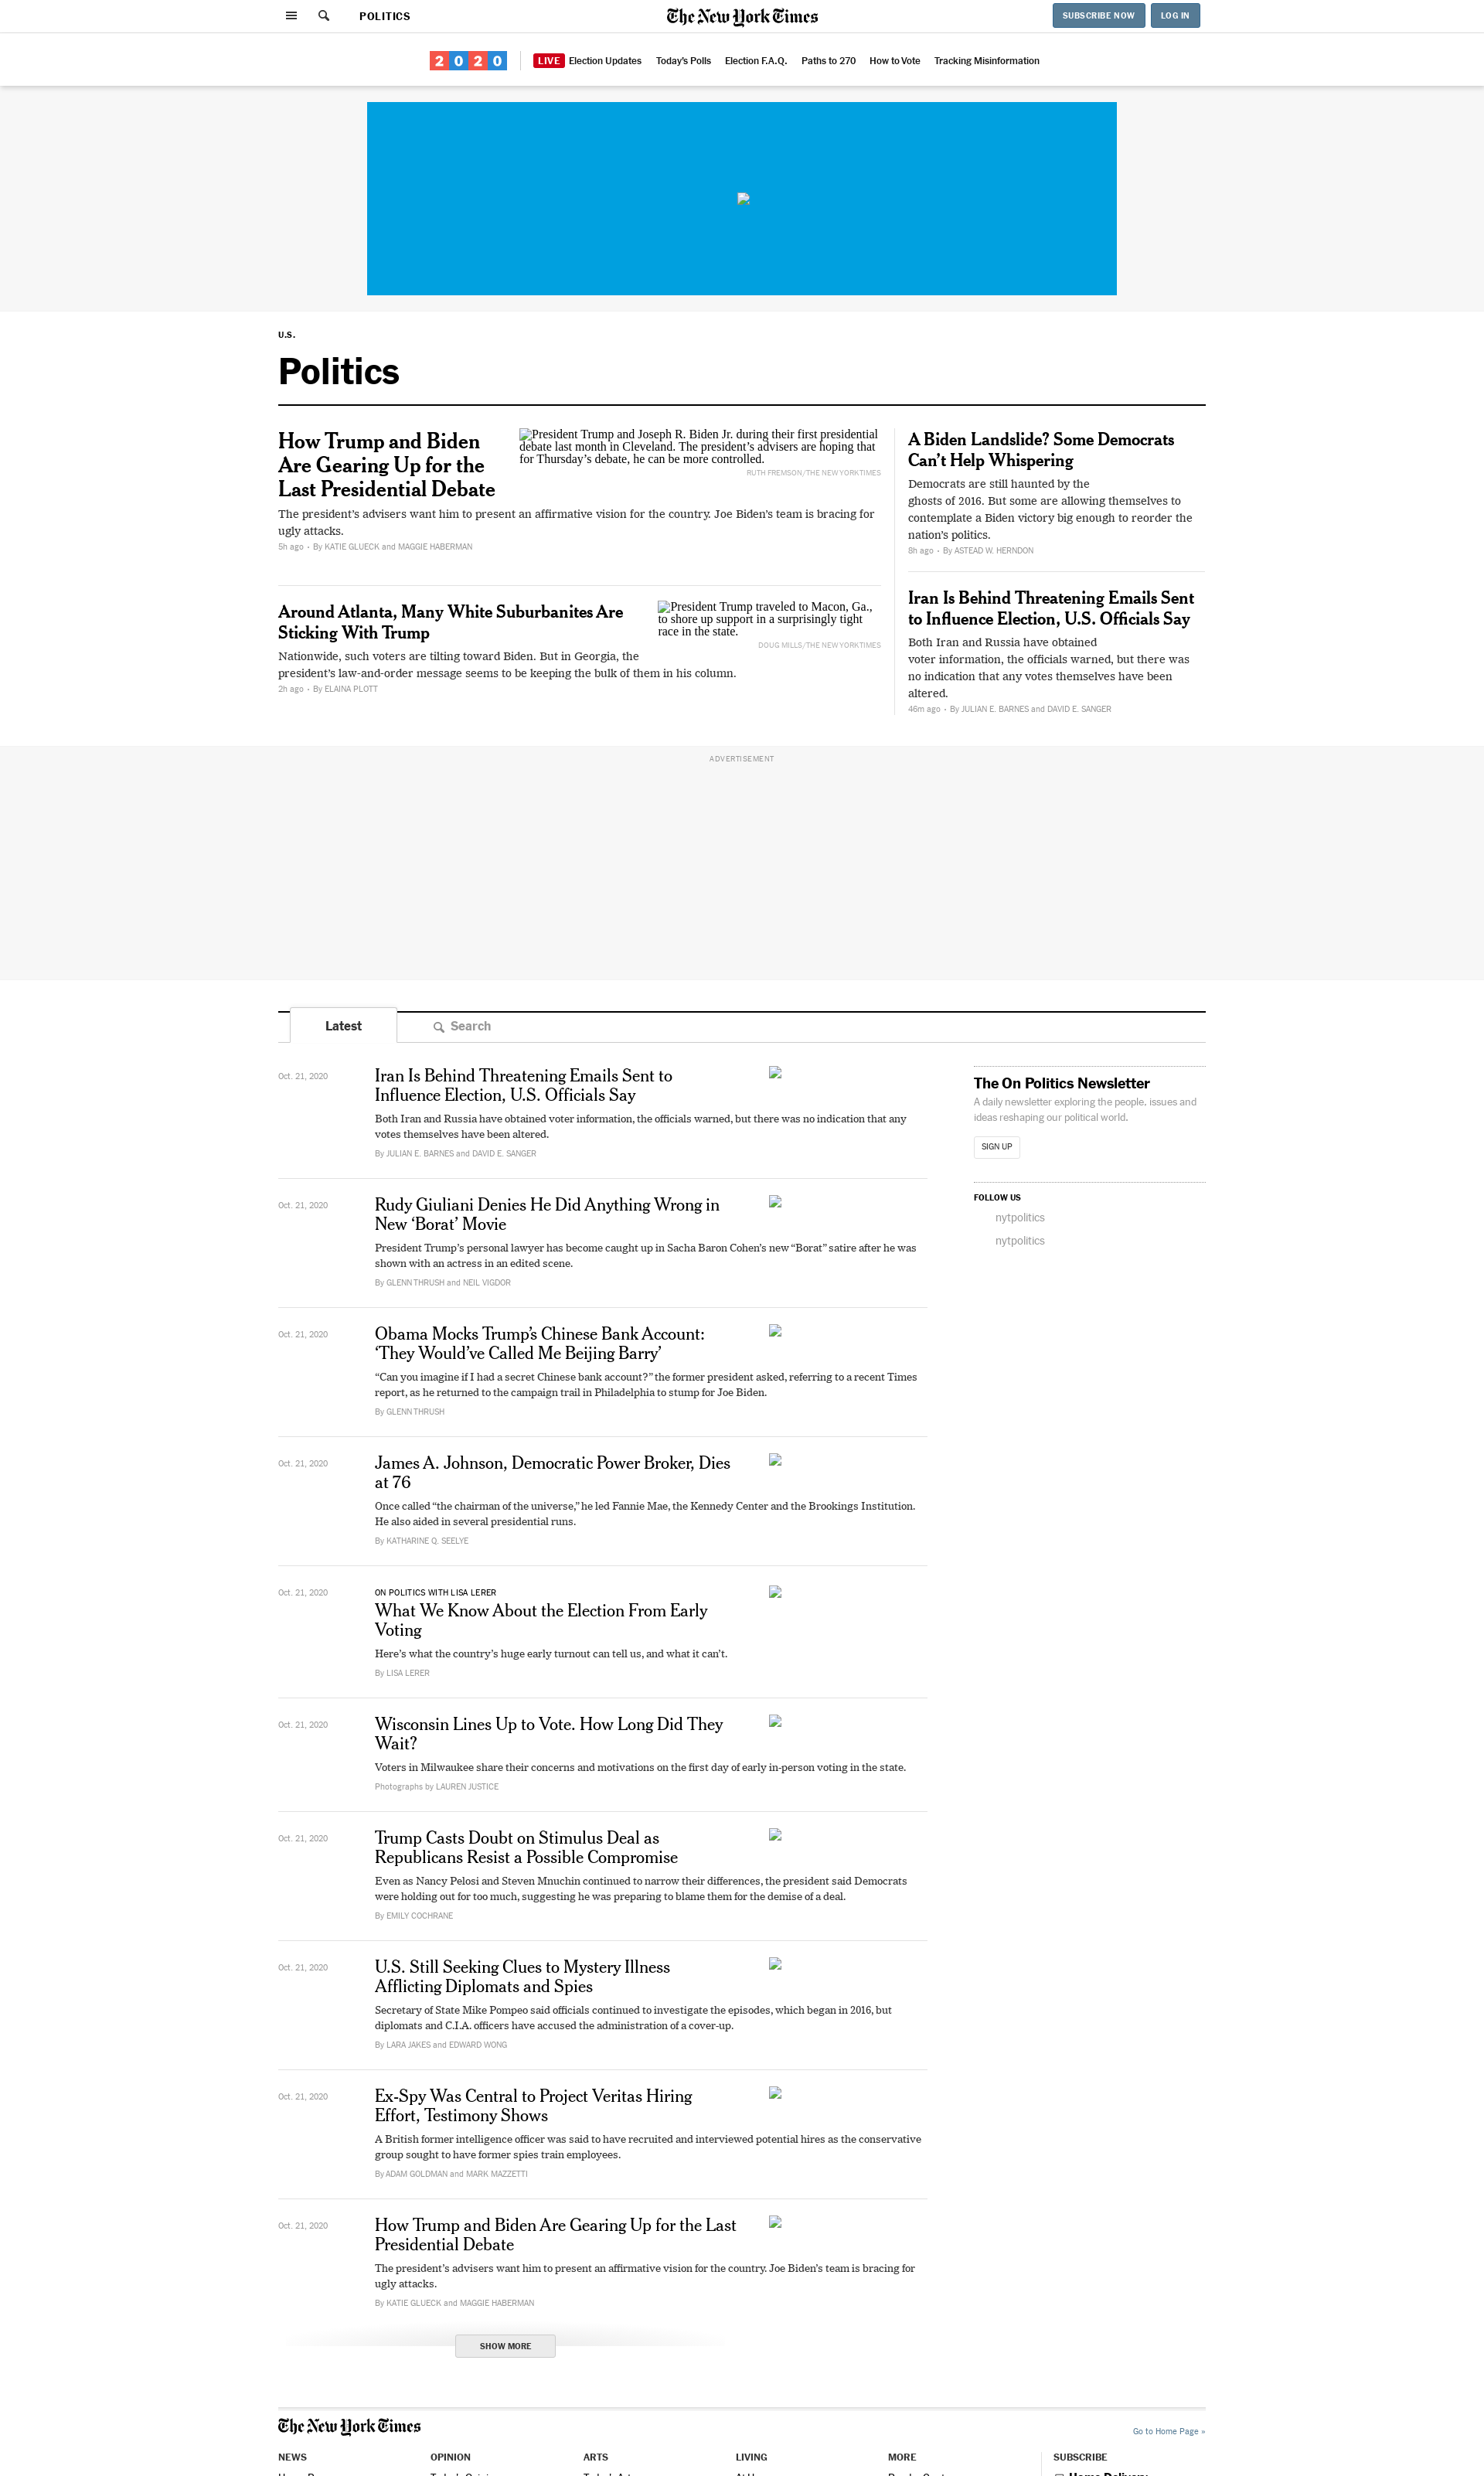 POLITICS
The New York Times
SUBSCRIBE NOW
LOG IN
2020
LIVE Election Updates
Today's Polls
Election F.A.Q.
Paths to 270
How to Vote
Tracking Misinformation
U.S.
Politics
How Trump and Biden
Are Gearing Up for the
Last Presidential Debate
President Trump and Joseph R. Biden Jr. during their first presidential
debate last month in Cleveland. The president's advisers are hoping that
for Thursday's debate, he can be more controlled.
RUTH FREMSON/THE NEW YORK TIMES
The president's advisers want him to present an affirmative vision for the country. Joe Biden's team is bracing for
ugly attacks.
5h ago • By KATIE GLUECK and MAGGIE HABERMAN
Around Atlanta, Many White Suburbanites Are
Sticking With Trump
President Trump traveled to Macon, Ga.,
to shore up support in a surprisingly tight
race in the state.
DOUG MILLS/THE NEW YORK TIMES
Nationwide, such voters are tilting toward Biden. But in Georgia, the
president's law-and-order message seems to be keeping the bulk of them in his column.
2h ago • By ELAINA PLOTT
A Biden Landslide? Some Democrats
Can't Help Whispering
Democrats are still haunted by the
ghosts of 2016. But some are allowing themselves to
contemplate a Biden victory big enough to reorder the
nation's politics.
8h ago • By ASTEAD W. HERNDON
Iran Is Behind Threatening Emails Sent
to Influence Election, U.S. Officials Say
Both Iran and Russia have obtained
voter information, the officials warned, but there was
no indication that any votes themselves have been
altered.
46m ago • By JULIAN E. BARNES and DAVID E. SANGER
ADVERTISEMENT
Latest
Search
Oct. 21, 2020
Iran Is Behind Threatening Emails Sent to
Influence Election, U.S. Officials Say
Both Iran and Russia have obtained voter information, the officials warned, but there was no indication that any
votes themselves have been altered.
By JULIAN E. BARNES and DAVID E. SANGER
Oct. 21, 2020
Rudy Giuliani Denies He Did Anything Wrong in
New ‘Borat’ Movie
President Trump's personal lawyer has become caught up in Sacha Baron Cohen's new “Borat” satire after he was
shown with an actress in an edited scene.
By GLENN THRUSH and NEIL VIGDOR
Oct. 21, 2020
Obama Mocks Trump's Chinese Bank Account:
‘They Would've Called Me Beijing Barry’
“Can you imagine if I had a secret Chinese bank account?” the former president asked, referring to a recent Times
report, as he returned to the campaign trail in Philadelphia to stump for Joe Biden.
By GLENN THRUSH
Oct. 21, 2020
James A. Johnson, Democratic Power Broker, Dies
at 76
Once called “the chairman of the universe,” he led Fannie Mae, the Kennedy Center and the Brookings Institution.
He also aided in several presidential runs.
By KATHARINE Q. SEELYE
Oct. 21, 2020
ON POLITICS WITH LISA LERER
What We Know About the Election From Early
Voting
Here's what the country's huge early turnout can tell us, and what it can't.
By LISA LERER
Oct. 21, 2020
Wisconsin Lines Up to Vote. How Long Did They
Wait?
Voters in Milwaukee share their concerns and motivations on the first day of early in-person voting in the state.
Photographs by LAUREN JUSTICE
Oct. 21, 2020
Trump Casts Doubt on Stimulus Deal as
Republicans Resist a Possible Compromise
Even as Nancy Pelosi and Steven Mnuchin continued to narrow their differences, the president said Democrats
were holding out for too much, suggesting he was preparing to blame them for the demise of a deal.
By EMILY COCHRANE
Oct. 21, 2020
U.S. Still Seeking Clues to Mystery Illness
Afflicting Diplomats and Spies
Secretary of State Mike Pompeo said officials continued to investigate the episodes, which began in 2016, but
diplomats and C.I.A. officers have accused the administration of a cover-up.
By LARA JAKES and EDWARD WONG
Oct. 21, 2020
Ex-Spy Was Central to Project Veritas Hiring
Effort, Testimony Shows
A British former intelligence officer was said to have recruited and interviewed potential hires as the conservative
group sought to have former spies train employees.
By ADAM GOLDMAN and MARK MAZZETTI
Oct. 21, 2020
How Trump and Biden Are Gearing Up for the Last
Presidential Debate
The president's advisers want him to present an affirmative vision for the country. Joe Biden's team is bracing for
ugly attacks.
By KATIE GLUECK and MAGGIE HABERMAN
SHOW MORE
The On Politics Newsletter
A daily newsletter exploring the people, issues and
ideas reshaping our political world.
SIGN UP
FOLLOW US
nytpolitics
nytpolitics
The New York Times
Go to Home Page »
NEWS
OPINION
ARTS
LIVING
MORE
SUBSCRIBE